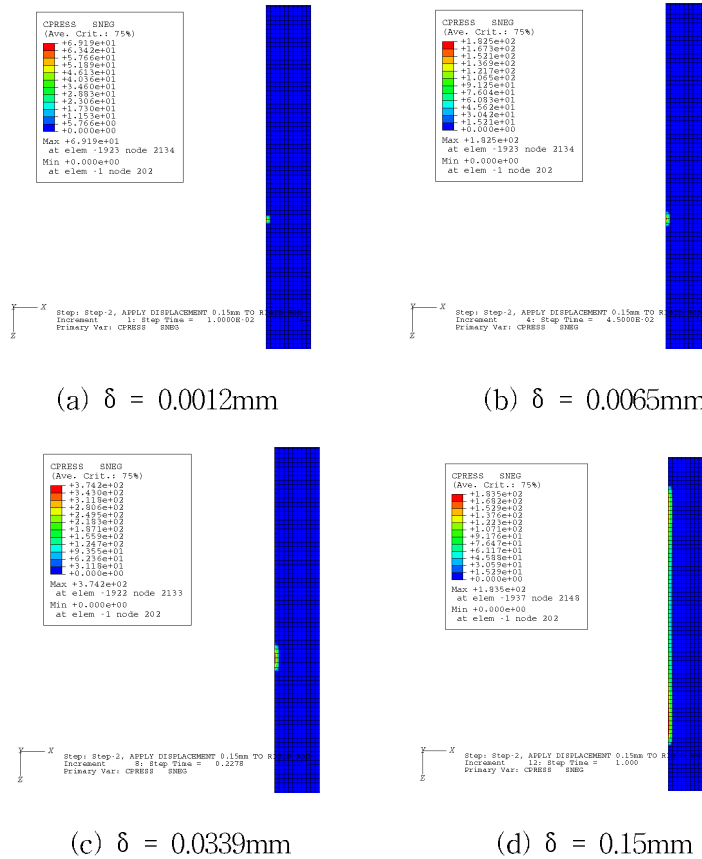 CPRESS SNEG
(Ave. Crit.: 75%)
+6.919e+01
+6.342e+01
+5.766e+01
+5.189e+01
+4.613e+01
+4.036e+01
+3.460e+01
+2.883e+01
+2.306e+01
+1.730e+01
+1.153e+01
+5.766e+00
+0.000e+00
Max +6.919e+01
at elem -1923 node 2134
Min +0.000e+00
at elem -1 node 202
Y X
Z
Step: Step-2, APPLY DISPLACEMENT 0.15mm TO
Increment 1: Step Time = 1.0000E-02
Primary Var: CPRESS SNEG
(a) δ = 0.0012mm
CPRESS SNEG
(Ave. Crit.: 75%)
+1.825e+02
+1.673e+02
+1.521e+02
+1.369e+02
+1.217e+02
+1.065e+02
+9.125e+01
+7.604e+01
+6.083e+01
+4.562e+01
+3.042e+01
+1.521e+01
+0.000e+00
Max +1.825e+02
at elem -1923 node 2134
Min +0.000e+00
at elem -1 node 202
Y X
Z
Step: Step-2, APPLY DISPLACEMENT 0.15mm TO
Increment 4: Step Time = 4.5000E-02
Primary Var: CPRESS SNEG
(b) δ = 0.0065mm
CPRESS SNEG
(Ave. Crit.: 75%)
+3.742e+02
+3.430e+02
+3.118e+02
+2.806e+02
+2.495e+02
+2.183e+02
+1.871e+02
+1.559e+02
+1.247e+02
+9.355e+01
+6.236e+01
+3.118e+01
+0.000e+00
Max +3.742e+02
at elem -1922 node 2133
Min +0.000e+00
at elem -1 node 202
Y X
Z
Step: Step-2, APPLY DISPLACEMENT 0.15mm TO
Increment 8: Step Time = 0.2278
Primary Var: CPRESS SNEG
(c) δ = 0.0339mm
CPRESS SNEG
(Ave. Crit.: 75%)
+1.835e+02
+1.682e+02
+1.529e+02
+1.376e+02
+1.223e+02
+1.071e+02
+9.176e+01
+7.647e+01
+6.117e+01
+4.588e+01
+3.059e+01
+1.529e+01
+0.000e+00
Max +1.835e+02
at elem -1937 node 2148
Min +0.000e+00
at elem -1 node 202
Y X
Z
Step: Step-2, APPLY DISPLACEMENT 0.15mm TO
Increment 12: Step Time = 1.000
Primary Var: CPRESS SNEG
(d) δ = 0.15mm